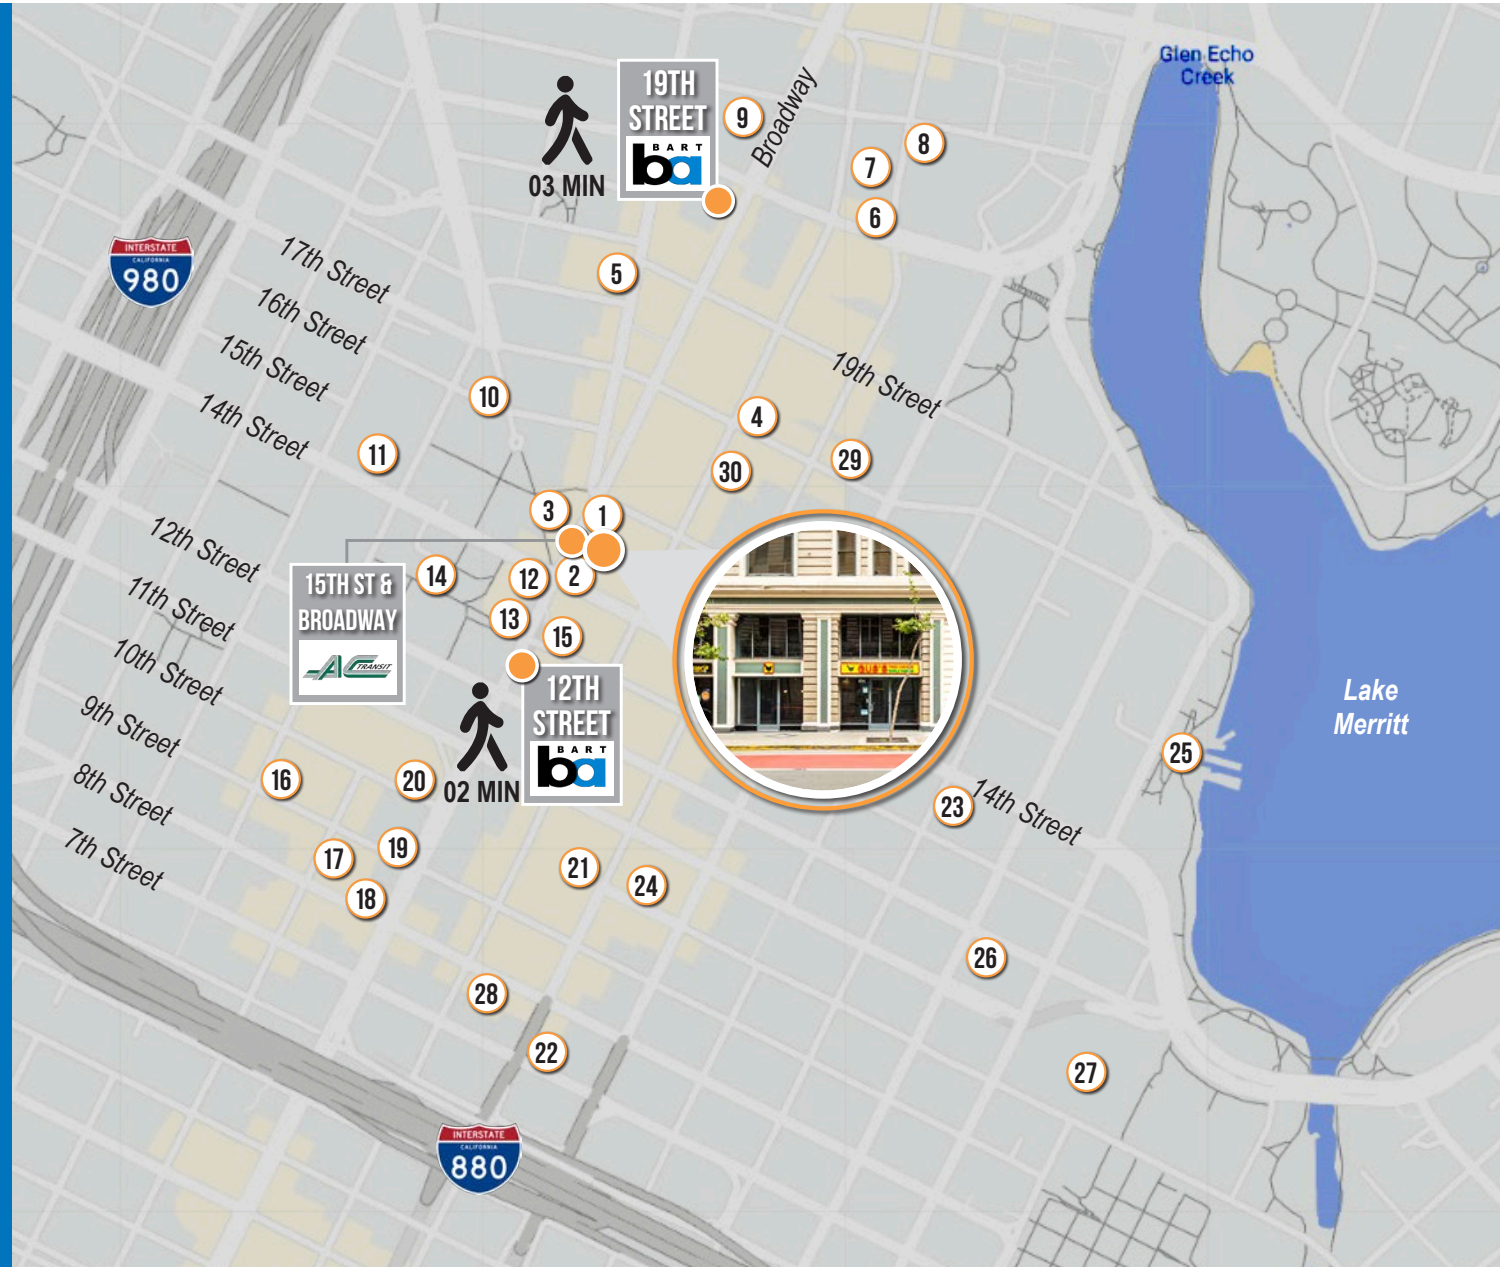 Glen Echo
Creek
19TH
STREET
BART
ba
03 MIN
Broadway
9
8
7
6
5
INTERSTATE
CALIFORNIA
980
17th Street
16th Street
15th Street
14th Street
19th Street
10
11
4
30
29
3
1
12th Street
11th Street
10th Street
9th Street
8th Street
7th Street
15TH ST &
BROADWAY
AC TRANSIT
14
12
2
13
15
12TH
STREET
BART
ba
02 MIN
Lake
Merritt
25
14th Street
23
16
20
17
19
18
21
24
26
28
22
27
INTERSTATE
CALIFORNIA
880